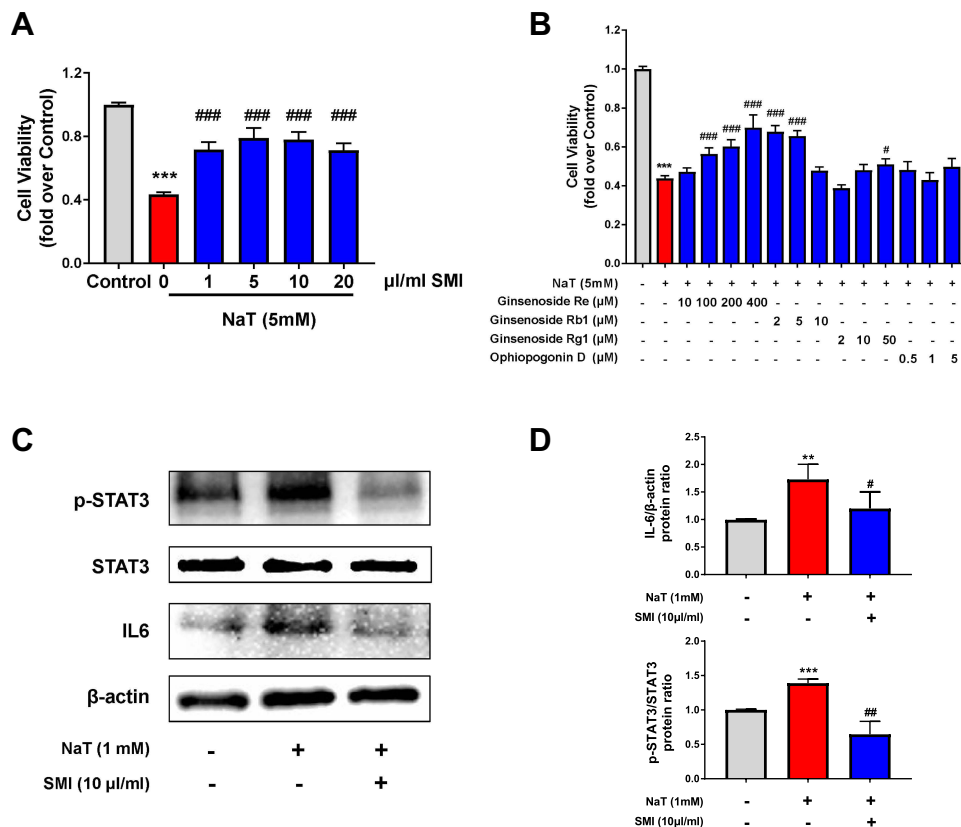 A
Cell Viability
(fold over Control)
1.2
0.8
0.4
0.0
***
###
###
###
###
Control 0 1 5 10 20 µl/ml SMI
NaT (5mM)
B
Cell Viability
(fold over Control)
1.2
1.0
0.8
0.6
0.4
0.2
0.0
***
###
###
###
###
###
#
NaT (5mM) - + + + + + + + + + + + + + +
Ginsenoside Re (µM) - - 10 100 200 400 - - - - - - - - -
Ginsenoside Rb1 (µM) - - - - - - 2 5 10 - - - - - -
Ginsenoside Rg1 (µM) - - - - - - - - - 2 10 50 - - -
Ophiopogonin D (µM) - - - - - - - - - - - - 0.5 1 5
C
p-STAT3
STAT3
IL6
β-actin
NaT (1 mM) - + +
SMI (10 µl/ml) - - +
D
IL-6/β-actin
protein ratio
2.5
2.0
1.5
1.0
0.5
0.0
**
#
NaT (1mM) - + +
SMI (10µl/ml) - - +
p-STAT3/STAT3
protein ratio
2.0
1.5
1.0
0.5
0.0
***
##
NaT (1mM) - + +
SMI (10µl/ml) - - +